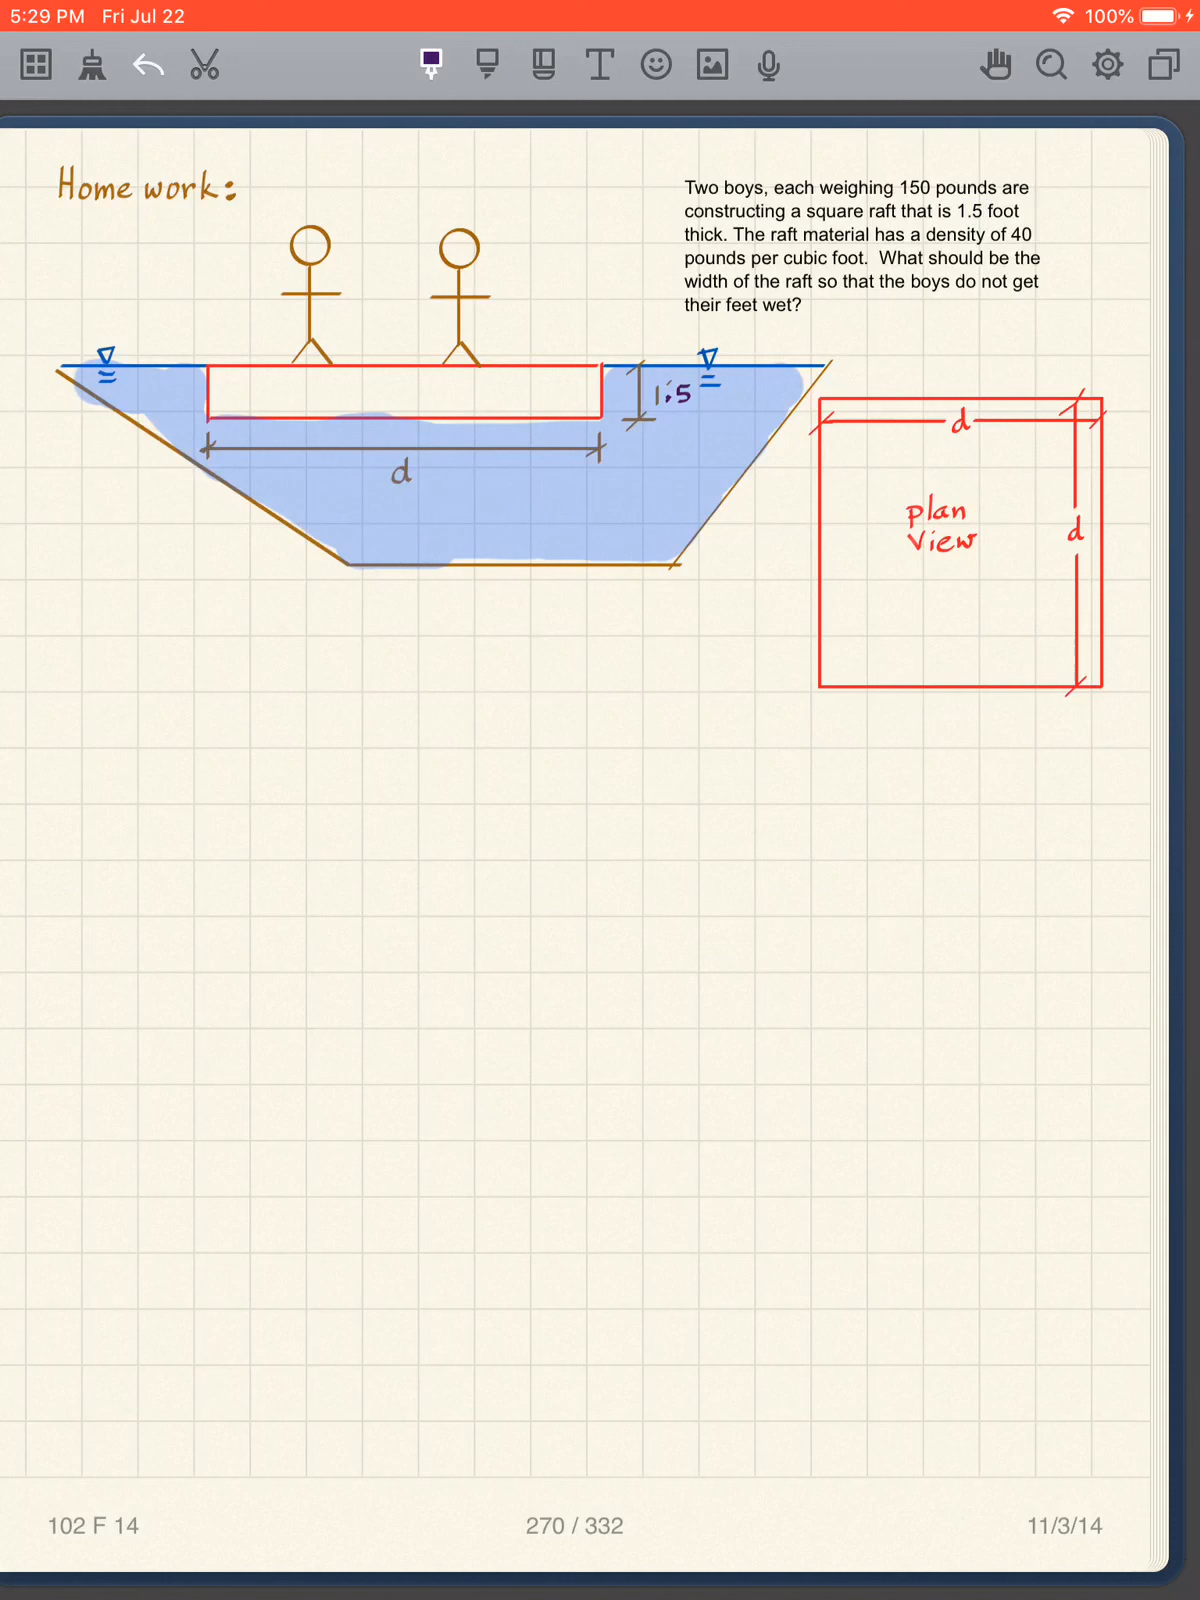 5:29 PM Fri Jul 22
100%
Home work:
Two boys, each weighing 150 pounds are
constructing a square raft that is 1.5 foot
thick. The raft material has a density of 40
pounds per cubic foot. What should be the
width of the raft so that the boys do not get
their feet wet?
1.5
d
d
plan
View
d
102 F 14
270 / 332
11/3/14